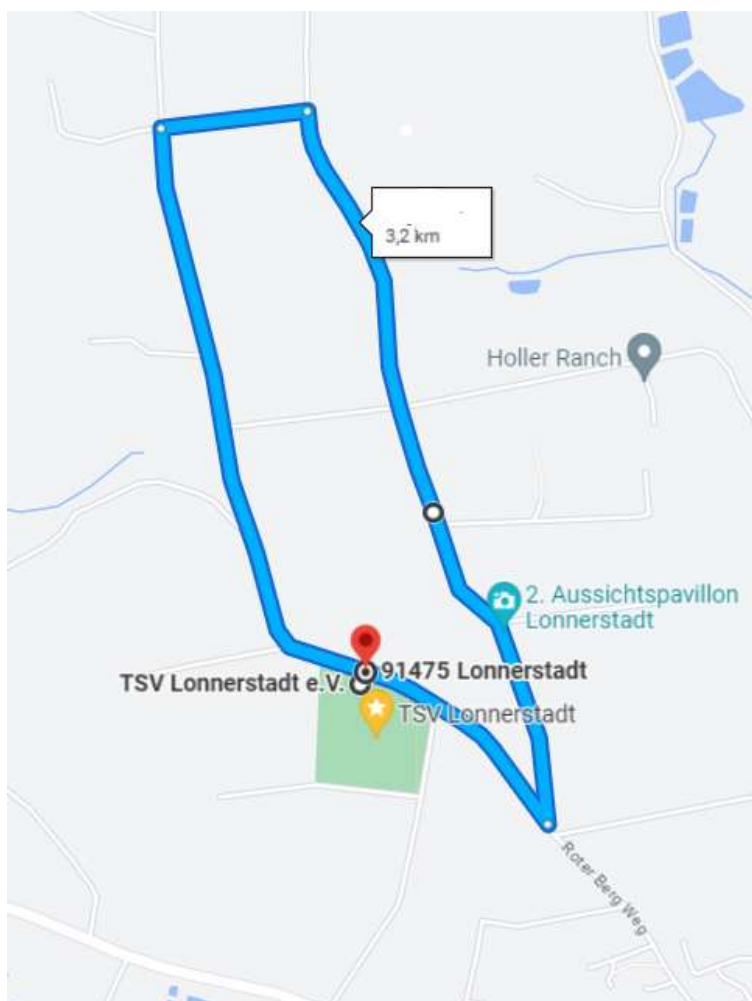 3,2 km
Holler Ranch
2. Aussichtspavillon
Lonnerstadt
91475 Lonnerstadt
TSV Lonnerstadt e.V.
TSV Lonnerstadt
Roter Berg Weg